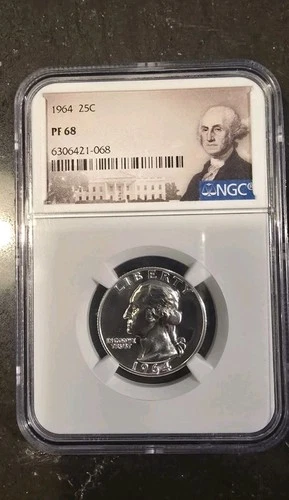 1964 25C
PF 68
6306421-068
NGC
LIBERTY
IN GOD WE
TRUST
1964